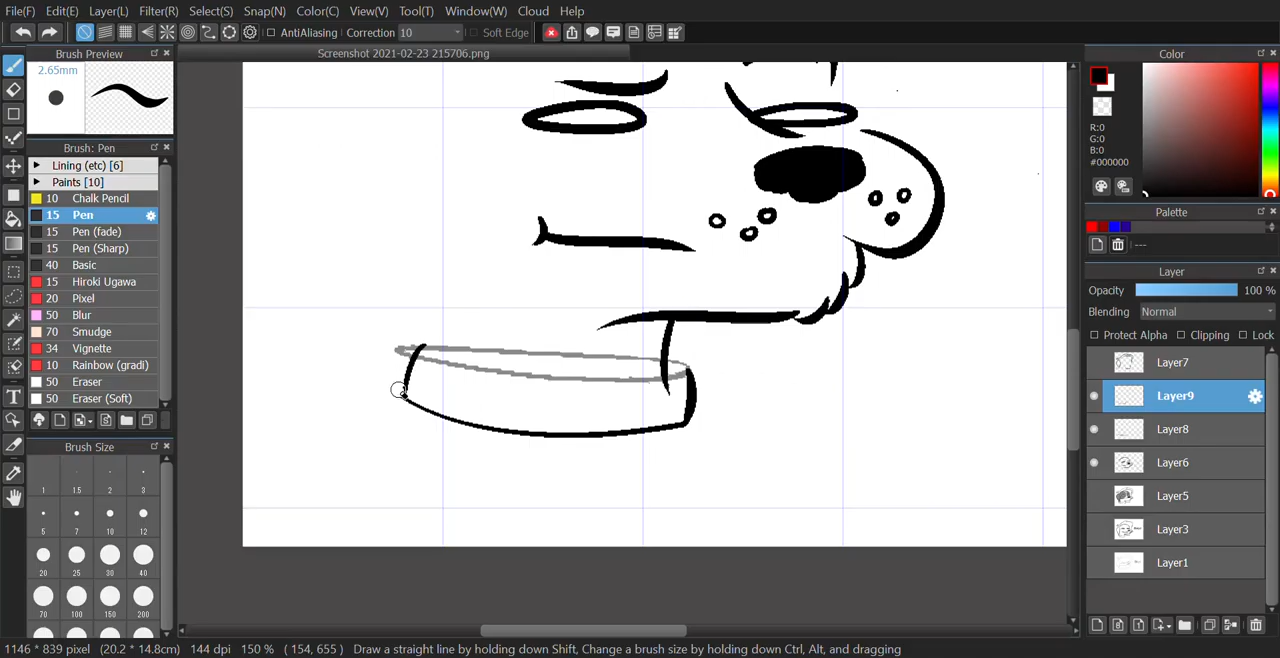 File(F) Edit(E) Layer(L) Filter(R) Select(S) Snap(N) Color(C) View(V) Tool(T) Window(W) Cloud Help
AntiAliasing Correction 10 Soft Edge
Brush Preview
Screenshot 2021-02-23 215706.png
Color
2.65mm
Brush: Pen
Lining (etc) [6]
Paints [10]
10 Chalk Pencil
15 Pen
15 Pen (fade)
15 Pen (Sharp)
40 Basic
15 Hiroki Ugawa
20 Pixel
50 Blur
70 Smudge
34 Vignette
10 Rainbow (gradi)
50 Eraser
50 Eraser (Soft)
Brush Size
1 1.5 2 3
5 7 10 12
20 25 30 40
70 100 150 200
R:0
G:0
B:0
#000000
Palette
---
Layer
Opacity 100 %
Blending Normal
Protect Alpha Clipping Lock
Layer7
Layer9
Layer8
Layer6
Layer5
Layer3
Layer1
1146 * 839 pixel (20.2 * 14.8cm) 144 dpi 150 % ( 154, 655 ) Draw a straight line by holding down Shift, Change a brush size by holding down Ctrl, Alt, and dragging